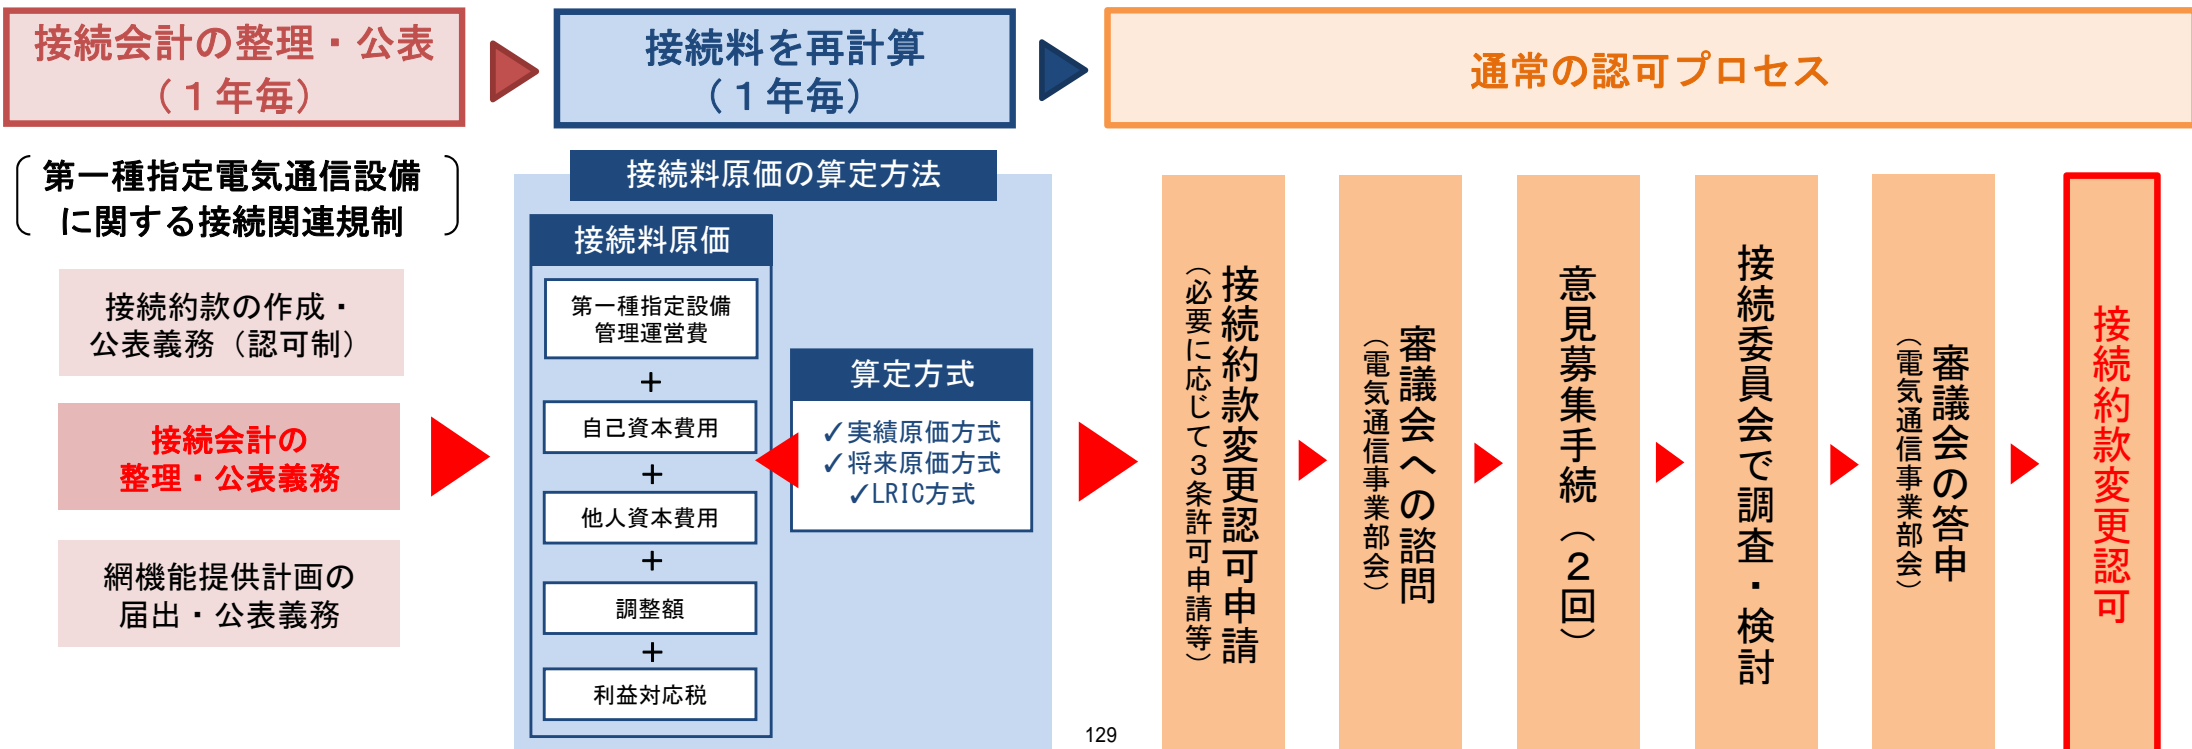 接続会計の整理・公表
（１年毎）
接続料を再計算
（１年毎）
通常の認可プロセス
第一種指定電気通信設備
に関する接続関連規制
接続約款の作成・
公表義務（認可制）
接続会計の
整理・公表義務
網機能提供計画の
届出・公表義務
接続料原価の算定方法
接続料原価
第一種指定設備
管理運営費
＋
自己資本費用
＋
他人資本費用
＋
調整額
＋
利益対応税
算定方式
✓実績原価方式
✓将来原価方式
✓LRIC方式
接続約款変更認可申請
（必要に応じて３条許可申請等）
審議会への諮問
（電気通信事業部会）
意見募集手続（２回）
接続委員会で調査・検討
審議会の答申
（電気通信事業部会）
接続約款変更認可
129